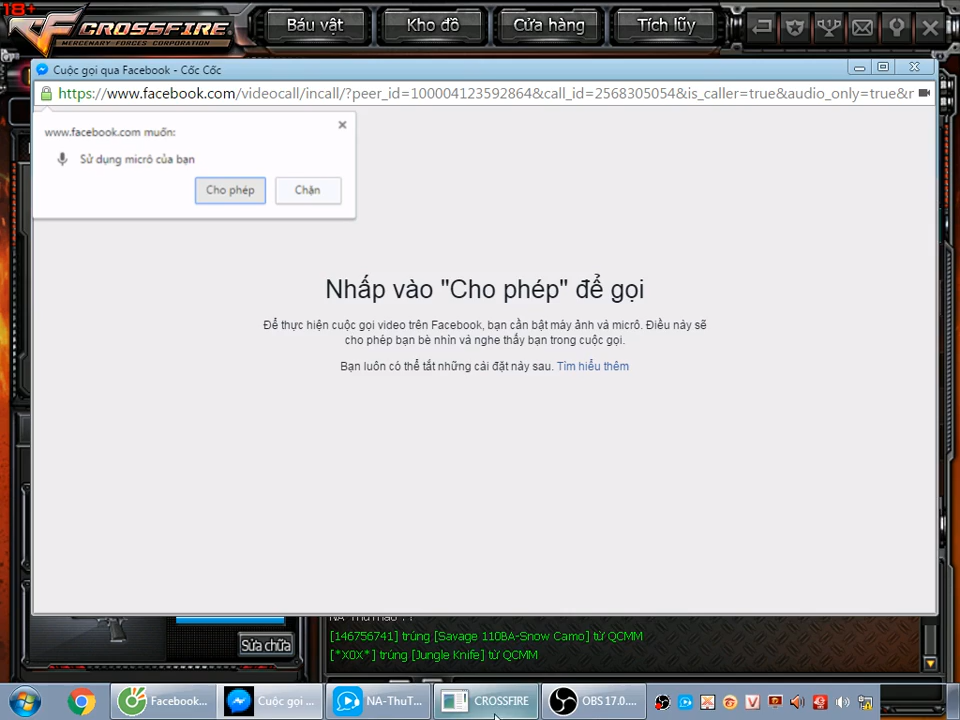 18+
CROSSFIRE
MERCENARY FORCES CORPORATION
Báu vật
Kho đồ
Cửa hàng
Tích lũy
Cuộc gọi qua Facebook - Cốc Cốc
https://www.facebook.com/videocall/incall/?peer_id=100004123592864&call_id=2568305054&is_caller=true&audio_only=true&r
www.facebook.com muốn:
Sử dụng micrô của bạn
Cho phép
Chặn
Nhấp vào "Cho phép" để gọi
Để thực hiện cuộc gọi video trên Facebook, bạn cần bật máy ảnh và micrô. Điều này sẽ
cho phép bạn bè nhìn và nghe thấy bạn trong cuộc gọi.
Bạn luôn có thể tắt những cài đặt này sau. Tìm hiểu thêm
Sửa chữa
[146756741] trúng [Savage 110BA-Snow Camo] từ QCMM
[*X0X*] trúng [Jungle Knife] từ QCMM
Facebook...
Cuộc gọi ...
NA-ThuT...
CROSSFIRE
OBS 17.0....